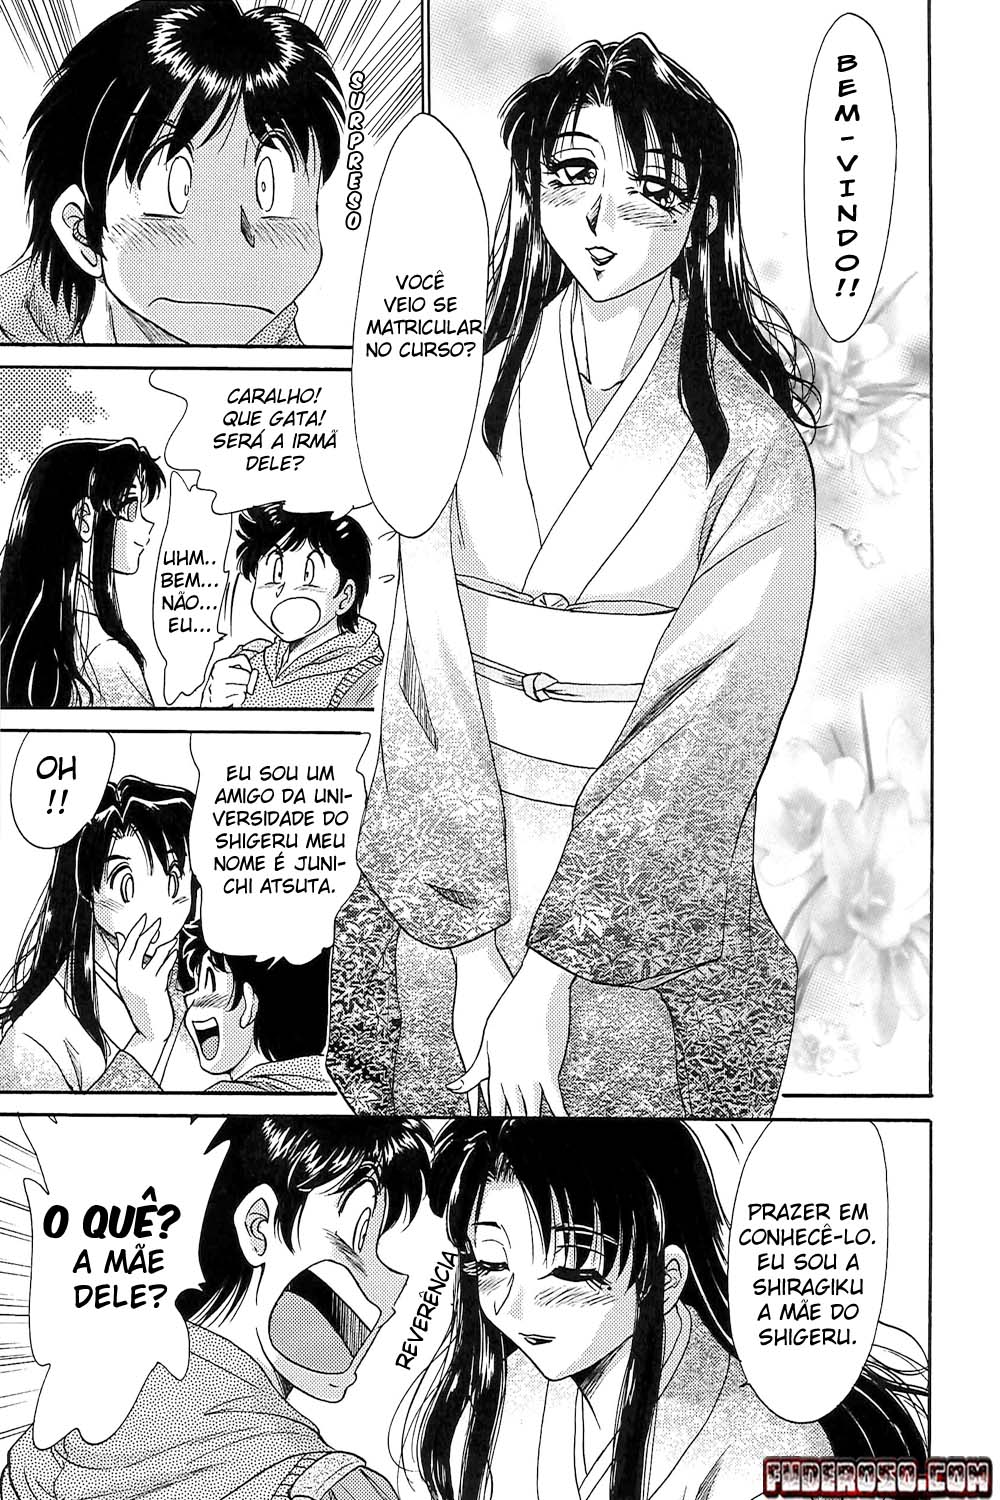 BEM-VINDO!!
VOCÊ
VEIO SE
MATRICULAR
NO CURSO?
SURPRESO
CARALHO!
QUE GATA!
SERÁ A IRMÃ
DELE?
UHM..
BEM...
NÃO...
EU...
EU SOU UM
AMIGO DA UNI-
VERSIDADE DO
SHIGERU MEU
NOME É JUNI-
CHI ATSUTA.
OH
!!
PRAZER EM
CONHECÊ-LO.
EU SOU A
SHIRAGIKU
A MÃE DO
SHIGERU.
REVERÊNCIA
O QUÊ?
A MÃE
DELE?
FUDEROSO.COM